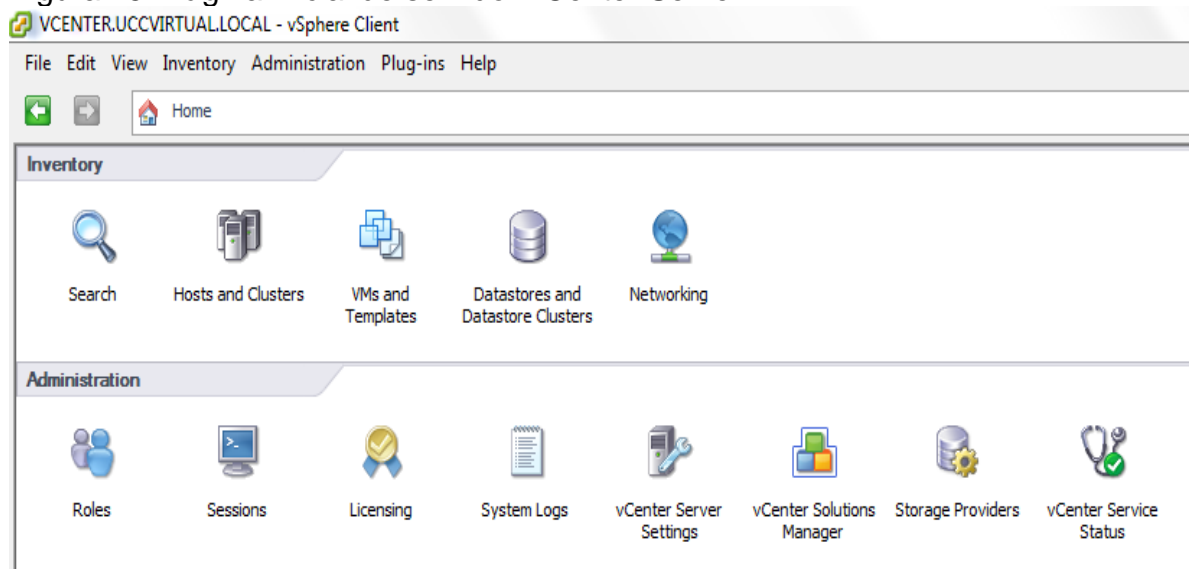 VCENTER.UCCVIRTUAL.LOCAL - vSphere Client
File Edit View Inventory Administration Plug-ins Help
Home
Inventory
Search
Hosts and Clusters
VMs and
Templates
Datastores and
Datastore Clusters
Networking
Administration
Roles
Sessions
Licensing
System Logs
vCenter Server
Settings
vCenter Solutions
Manager
Storage Providers
vCenter Service
Status